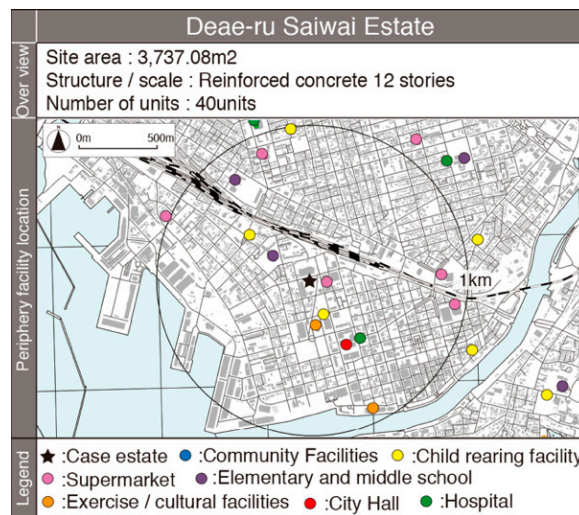 Deae-ru Saiwai Estate
Over view
Site area : 3,737.08m2
Structure / scale : Reinforced concrete 12 stories
Number of units : 40units
Periphery facility location
N
0m 500m
1km
Legend
:Case estate :Community Facilities :Child rearing facility
:Supermarket :Elementary and middle school
:Exercise / cultural facilities :City Hall :Hospital